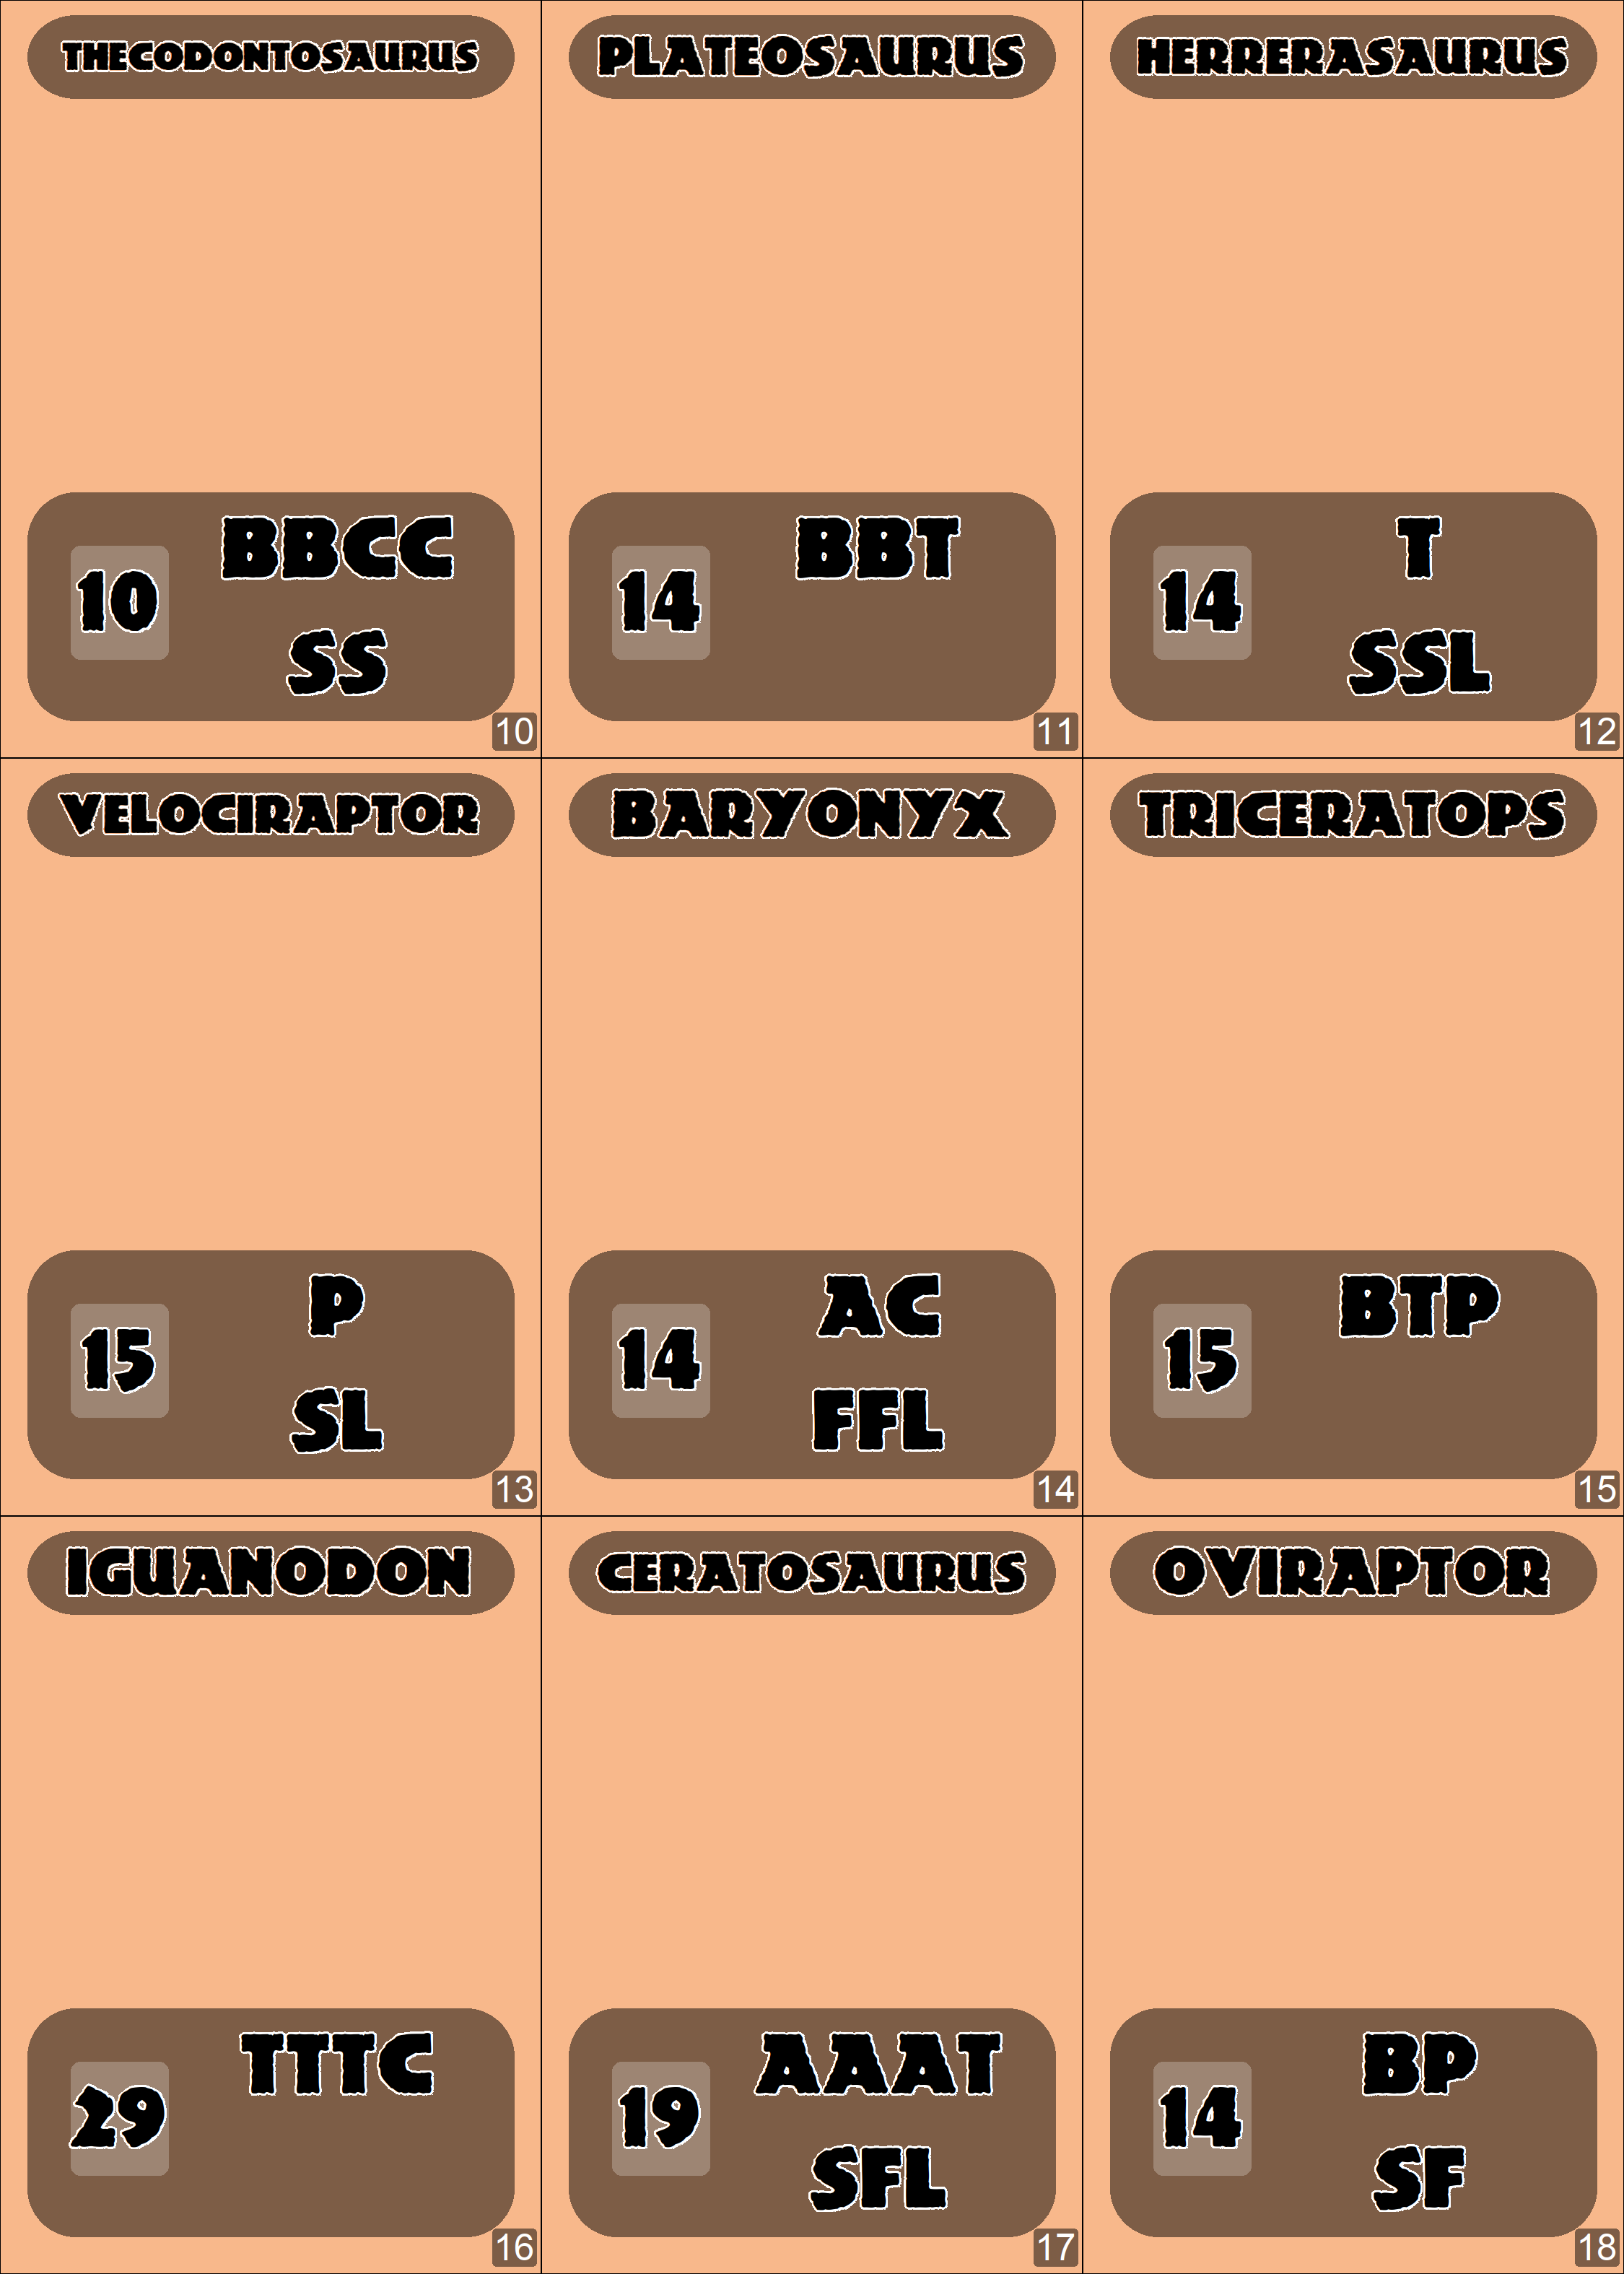 THECODONTOSAURUS
10
BBCC
SS
10
PLATEOSAURUS
14
BBT
11
HERRERASAURUS
14
T
SSL
12
VELOCIRAPTOR
15
P
SL
13
BARYONYX
14
AC
FFL
14
TRICERATOPS
15
BTP
15
IGUANODON
29
TTTC
16
CERATOSAURUS
19
AAAT
SFL
17
OVIRAPTOR
14
BP
SF
18